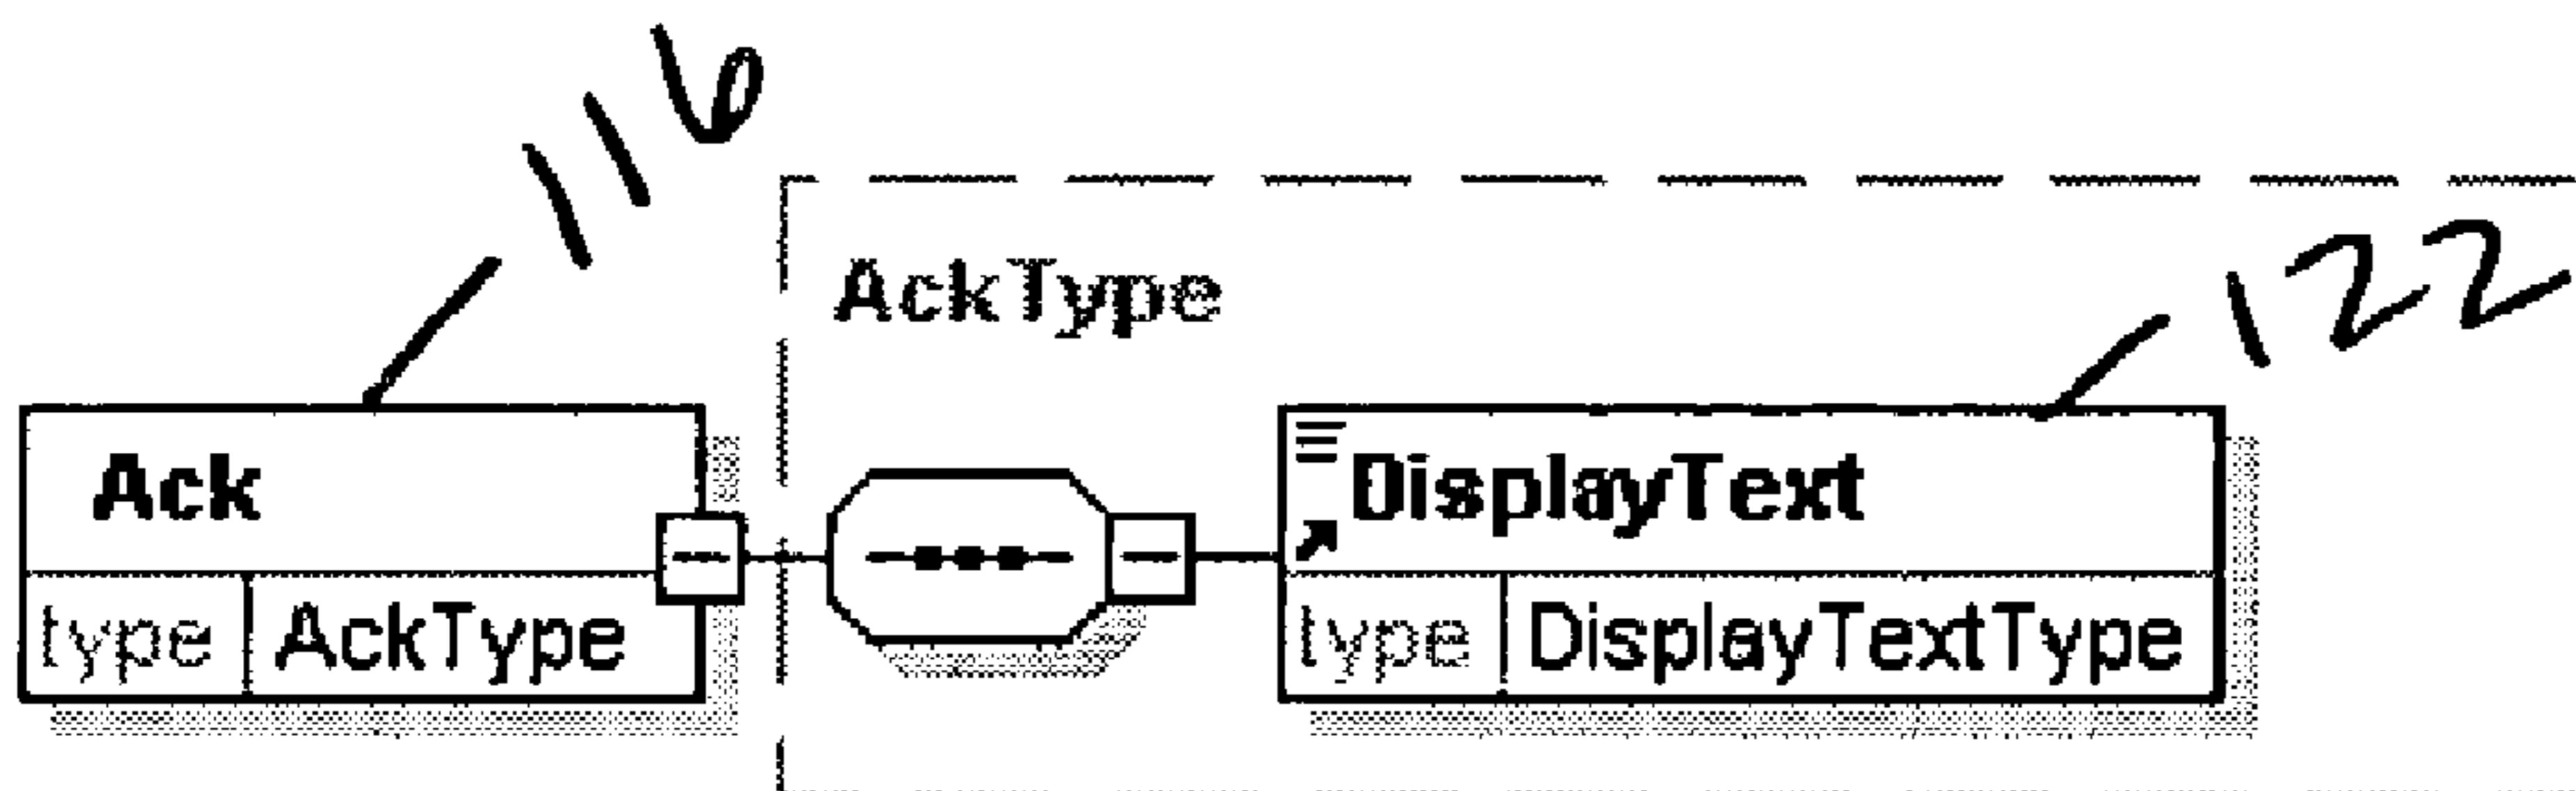 116
AckType
122
Ack
DisplayText
type AckType
type DisplayTextType